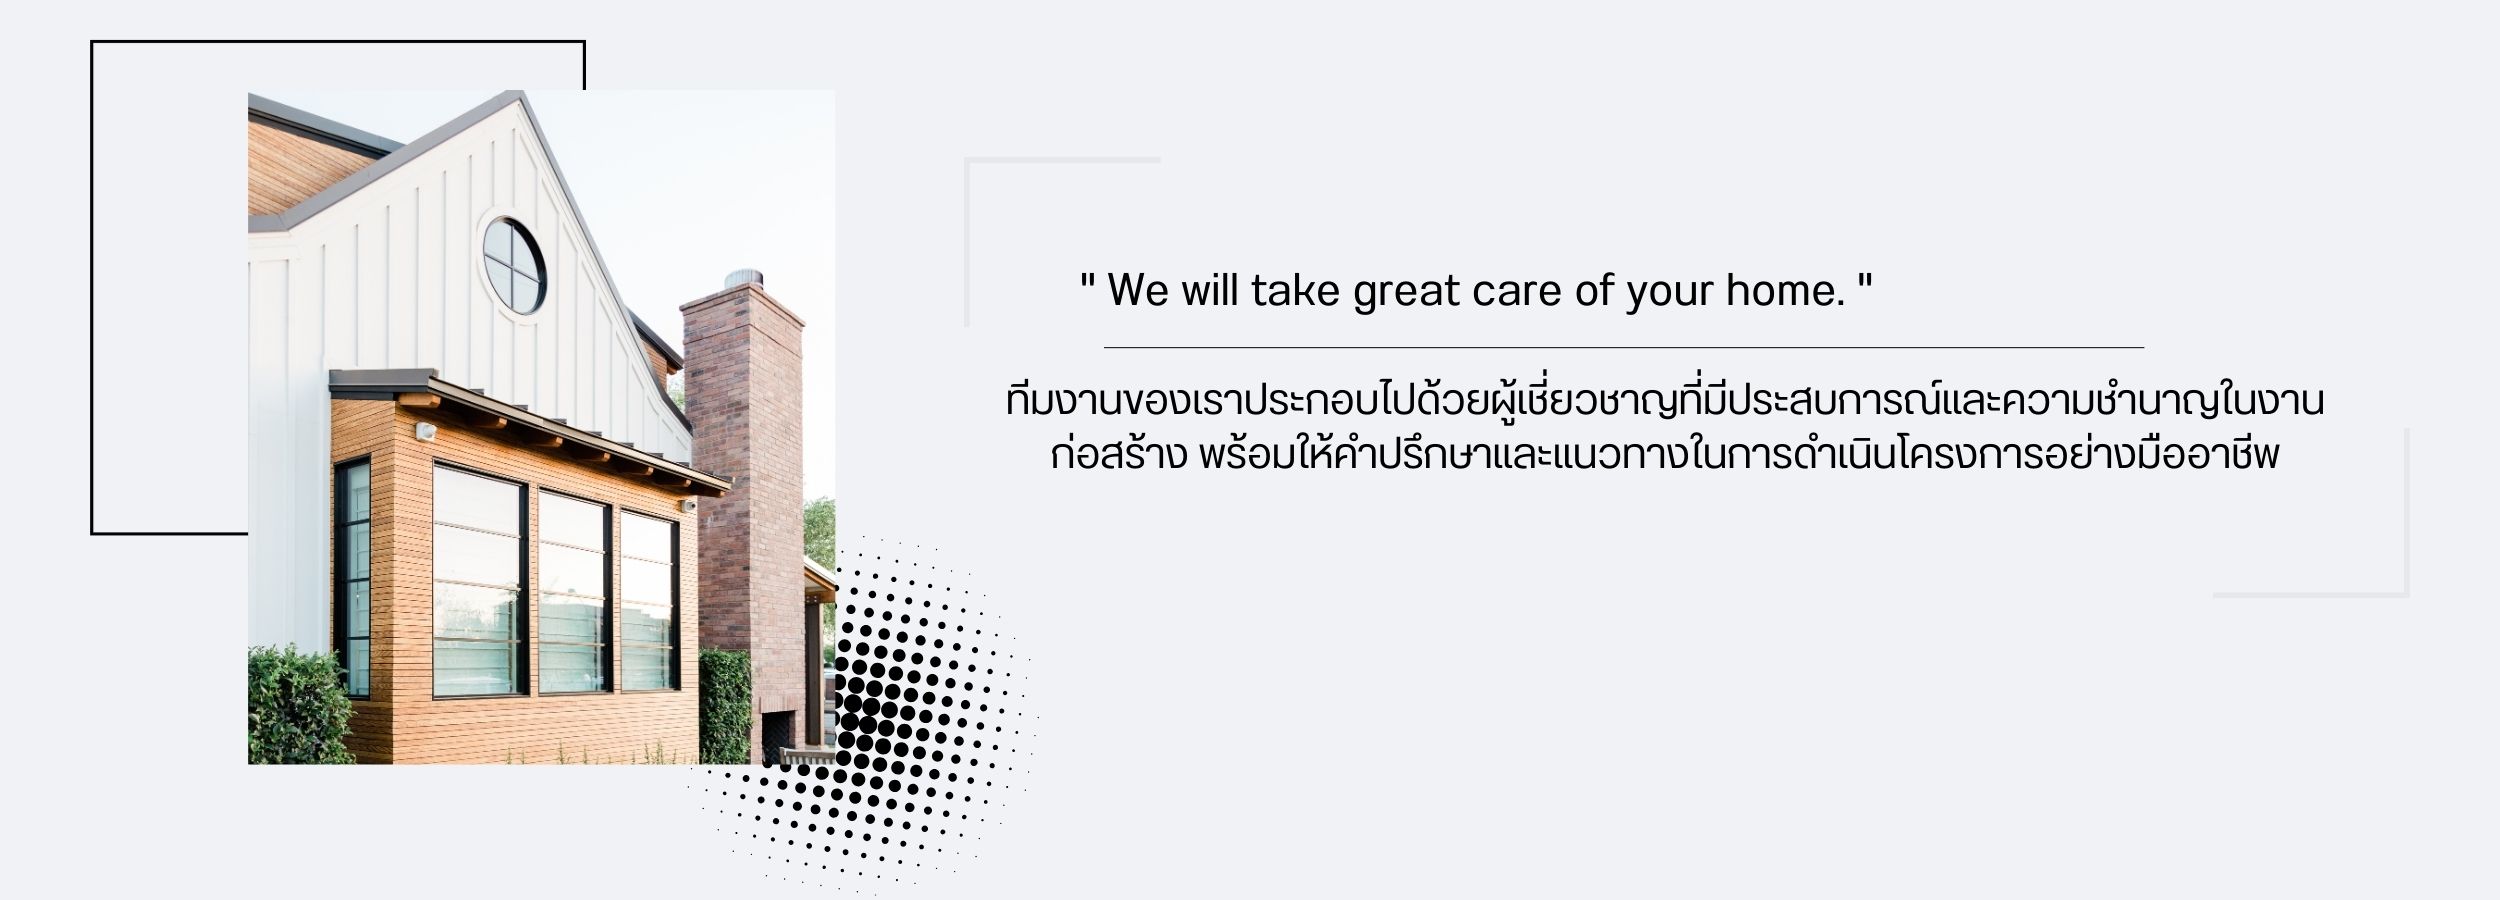 " We will take great care of your home. "
ทีมงานของเราประกอบไปด้วยผู้เชี่ยวชาญที่มีประสบการณ์และความชำนาญในงาน
ก่อสร้าง พร้อมให้คำปรึกษาและแนวทางในการดำเนินโครงการอย่างมืออาชีพ